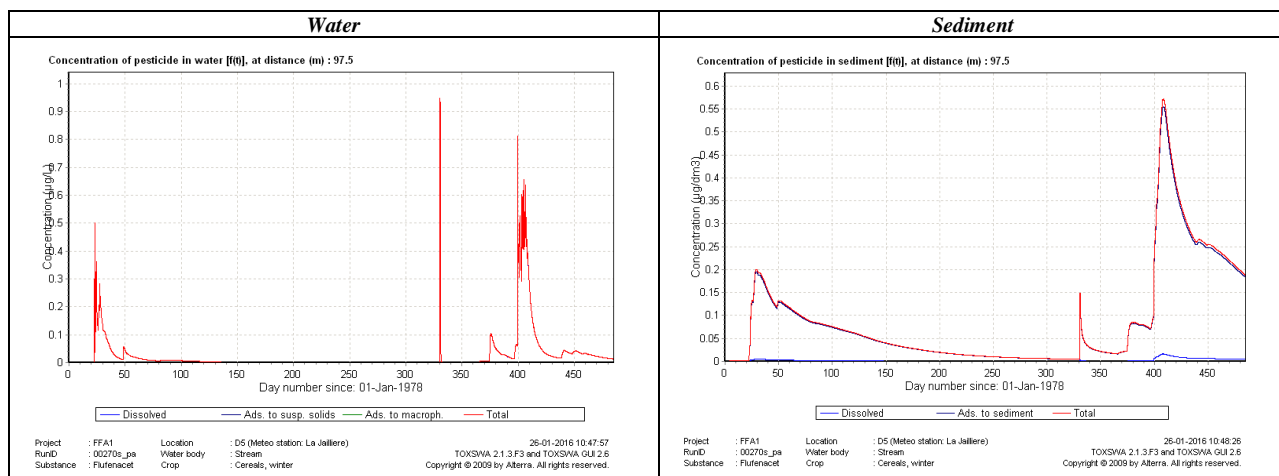 Water
Sediment
Concentration of pesticide in water [f(t)], at distance (m) : 97.5
1
0.9
0.8
0.7
0.6
0.5
0.4
0.3
0.2
0.1
0
Concentration (µg/L)
0 50 100 150 200 250 300 350 400 450
Day number since: 01-Jan-1978
Dissolved Ads. to susp. solids Ads. to macroph. Total
Project : FFA1 Location : D5 (Meteo station: La Jailliere) 26-01-2016 10:47:57
RunID : 00270s_pa Water body : Stream TOXSWA 2.1.3.F3 and TOXSWA GUI 2.6
Substance : Flufenacet Crop : Cereals, winter Copyright © 2009 by Alterra. All rights reserved.
Concentration of pesticide in sediment [f(t)], at distance (m) : 97.5
0.6
0.55
0.5
0.45
0.4
0.35
0.3
0.25
0.2
0.15
0.1
0.05
0
Concentration (µg/dm3)
0 50 100 150 200 250 300 350 400 450
Day number since: 01-Jan-1978
Dissolved Ads. to sediment Total
Project : FFA1 Location : D5 (Meteo station: La Jailliere) 26-01-2016 10:48:26
RunID : 00270s_pa Water body : Stream TOXSWA 2.1.3.F3 and TOXSWA GUI 2.6
Substance : Flufenacet Crop : Cereals, winter Copyright © 2009 by Alterra. All rights reserved.